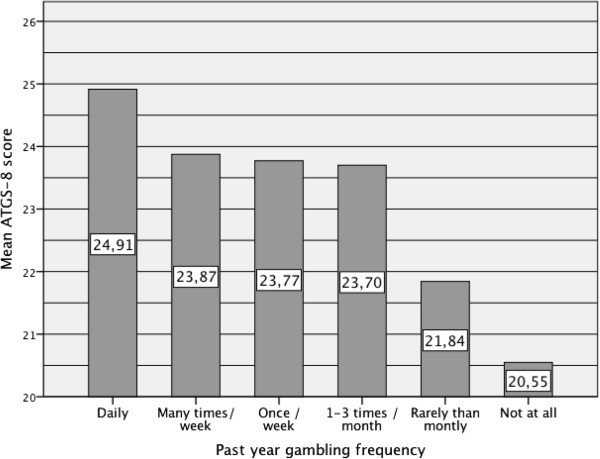 Mean ATGS-8 score
26
25
24
23
22
21
20
24,91
23,87
23,77
23,70
21,84
20,55
Daily
Many times/
week
Once /
week
1-3 times /
month
Rarely than
montly
Not at all
Past year gambling frequency